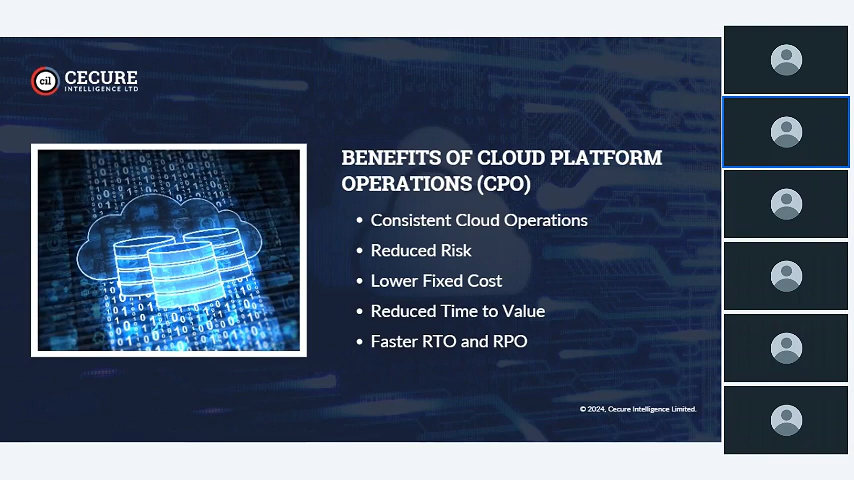 cil
CECURE
INTELLIGENCE LTD
BENEFITS OF CLOUD PLATFORM
OPERATIONS (CPO)
• Consistent Cloud Operations
• Reduced Risk
• Lower Fixed Cost
• Reduced Time to Value
• Faster RTO and RPO
© 2024, Cecure Intelligence Limited.